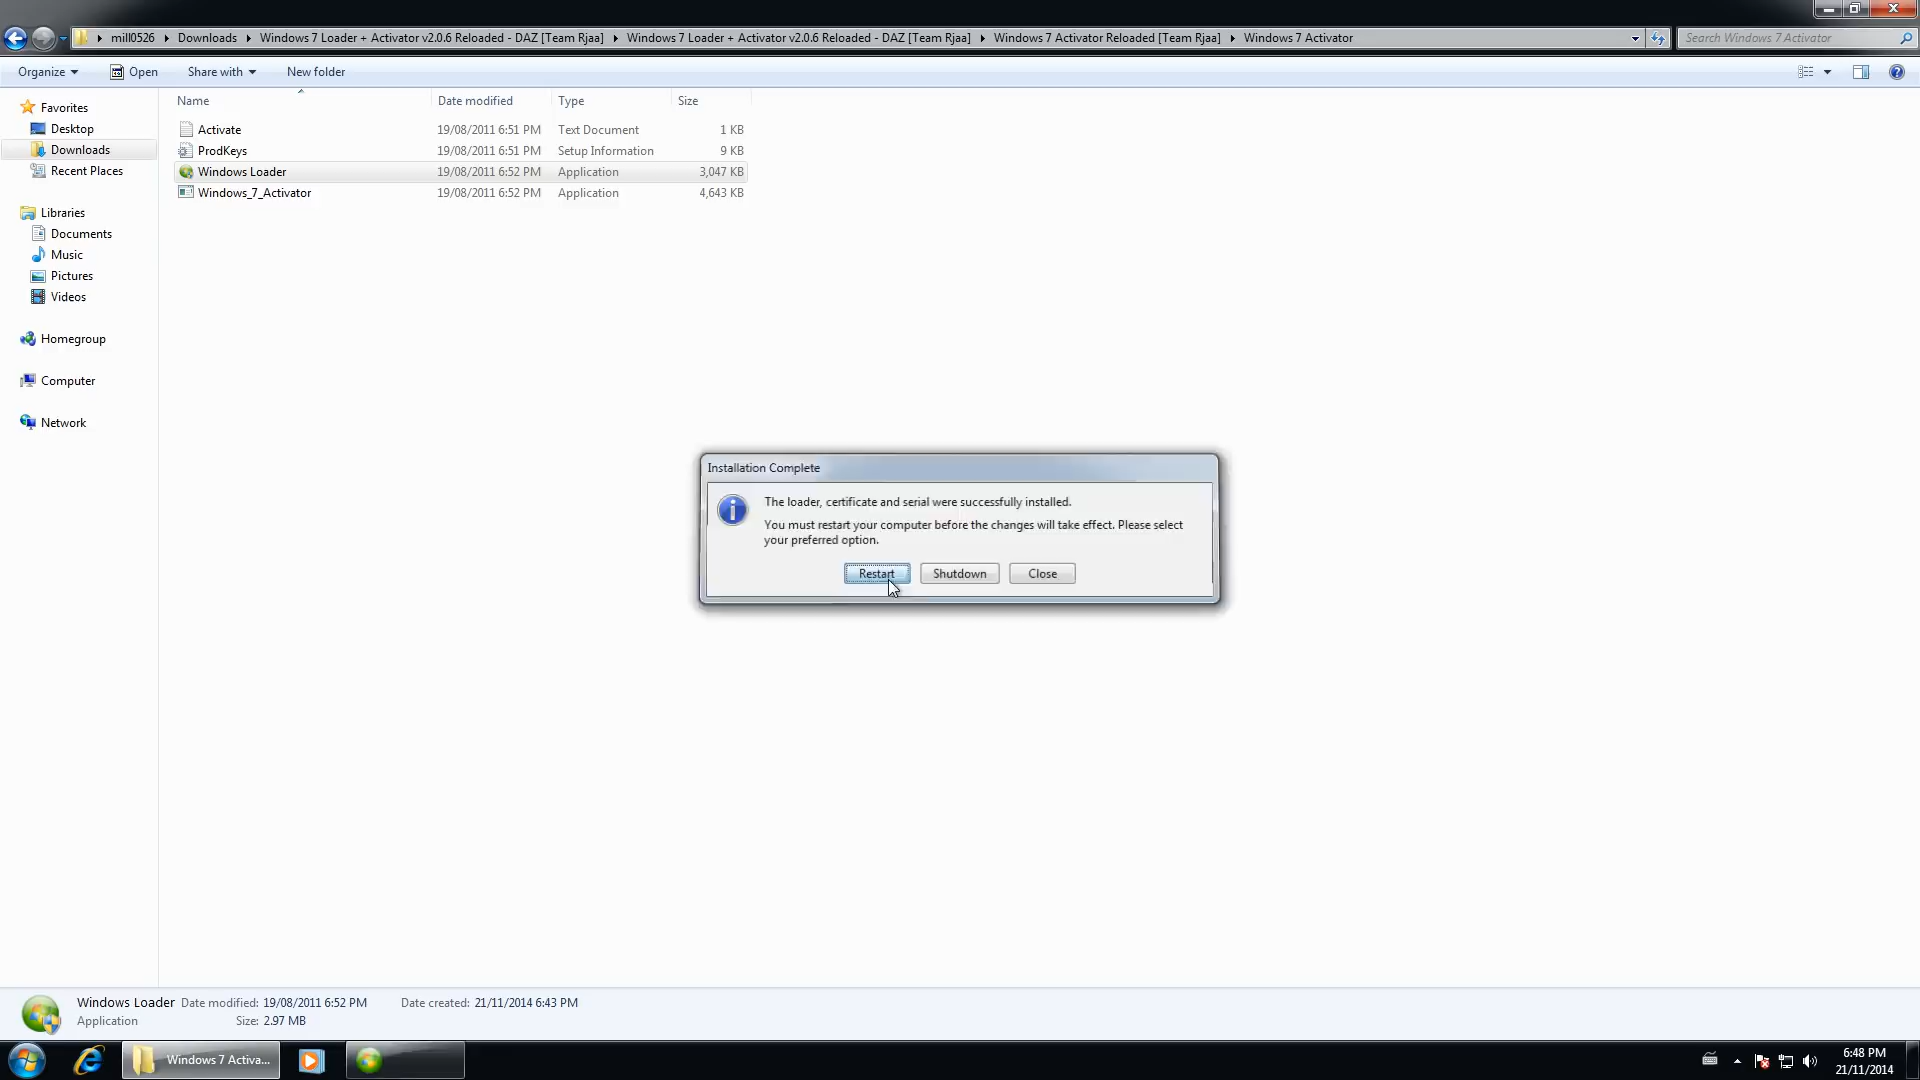 mill0526 Downloads Windows 7 Loader + Activator v2.0.6 Reloaded - DAZ [Team Rjaa] Windows 7 Loader + Activator v2.0.6 Reloaded - DAZ [Team Rjaa] Windows 7 Activator Reloaded [Team Rjaa] Windows 7 Activator Search Windows 7 Activator
Organize Open Share with New folder
Name Date modified Type Size
Favorites
Desktop
Downloads
Recent Places
Libraries
Documents
Music
Pictures
Videos
Homegroup
Computer
Network
Activate 19/08/2011 6:51 PM Text Document 1 KB
ProdKeys 19/08/2011 6:51 PM Setup Information 9 KB
Windows Loader 19/08/2011 6:52 PM Application 3,047 KB
Windows_7_Activator 19/08/2011 6:52 PM Application 4,643 KB
Installation Complete
The loader, certificate and serial were successfully installed.
You must restart your computer before the changes will take effect. Please select
your preferred option.
Restart Shutdown Close
Windows Loader Date modified: 19/08/2011 6:52 PM Date created: 21/11/2014 6:43 PM
Application Size: 2.97 MB
Windows 7 Activa...
6:48 PM
21/11/2014